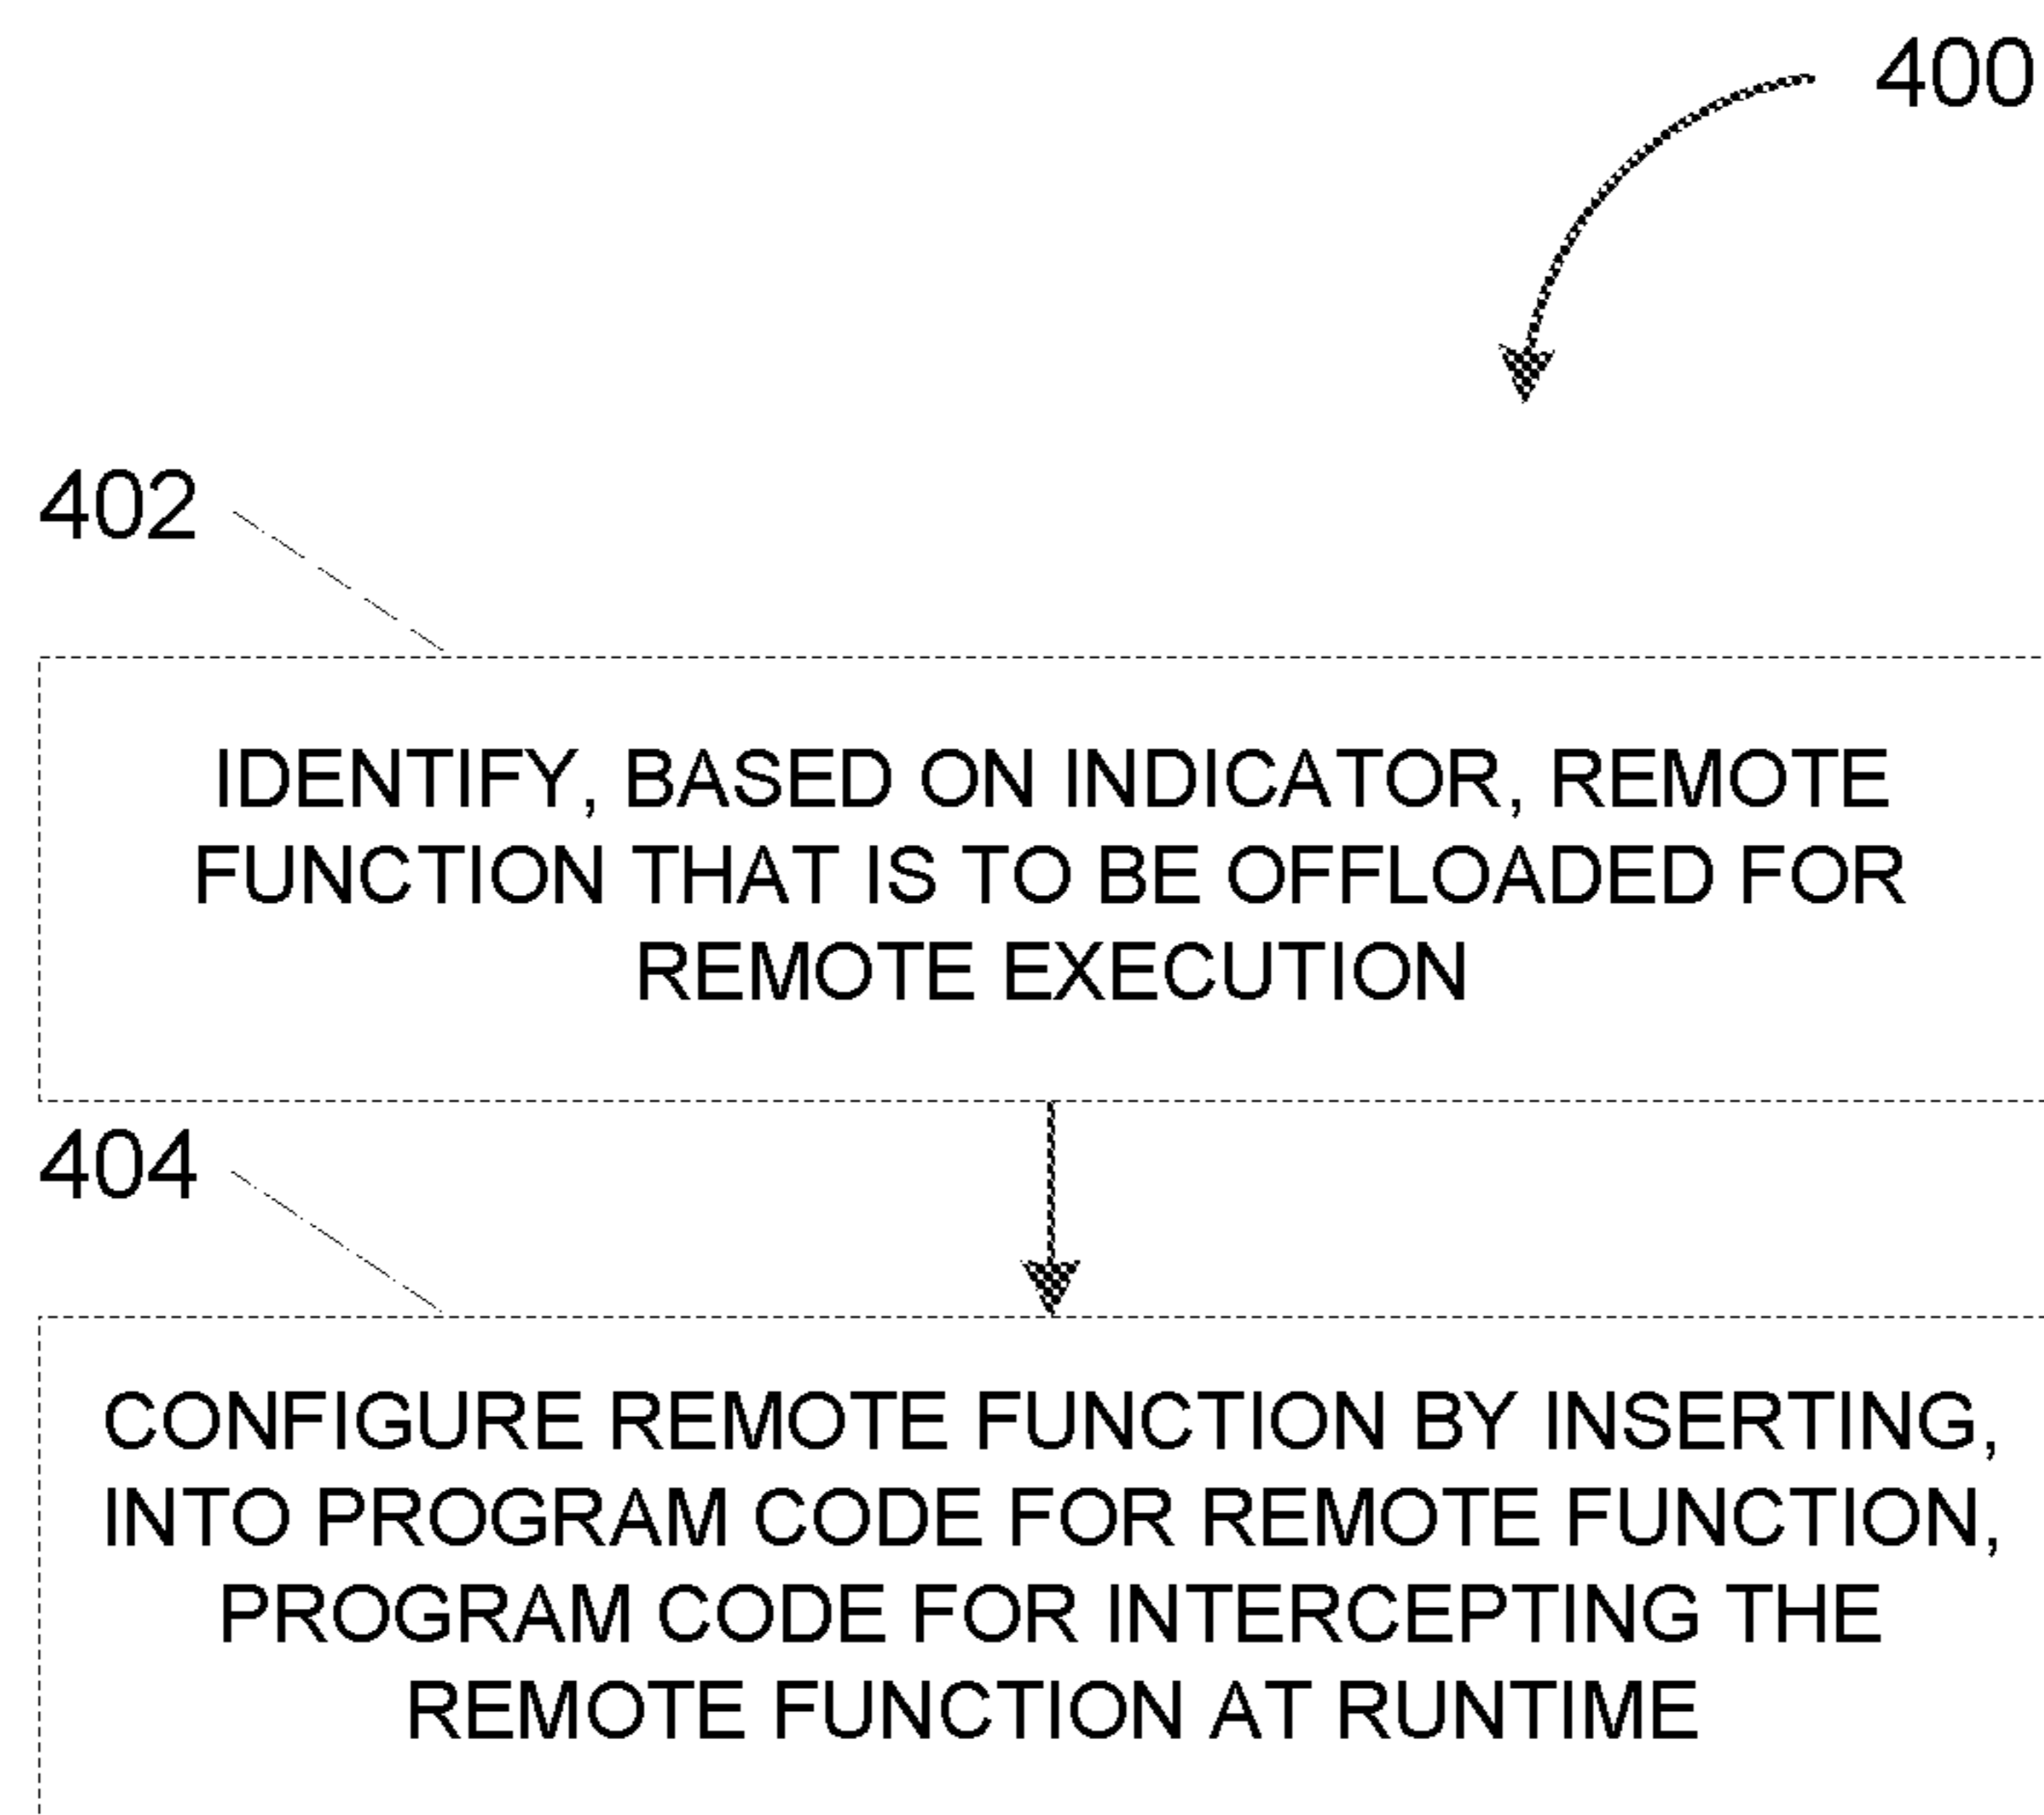 400
402
IDENTIFY, BASED ON INDICATOR, REMOTE
FUNCTION THAT IS TO BE OFFLOADED FOR
REMOTE EXECUTION
404
CONFIGURE REMOTE FUNCTION BY INSERTING,
INTO PROGRAM CODE FOR REMOTE FUNCTION,
PROGRAM CODE FOR INTERCEPTING THE
REMOTE FUNCTION AT RUNTIME